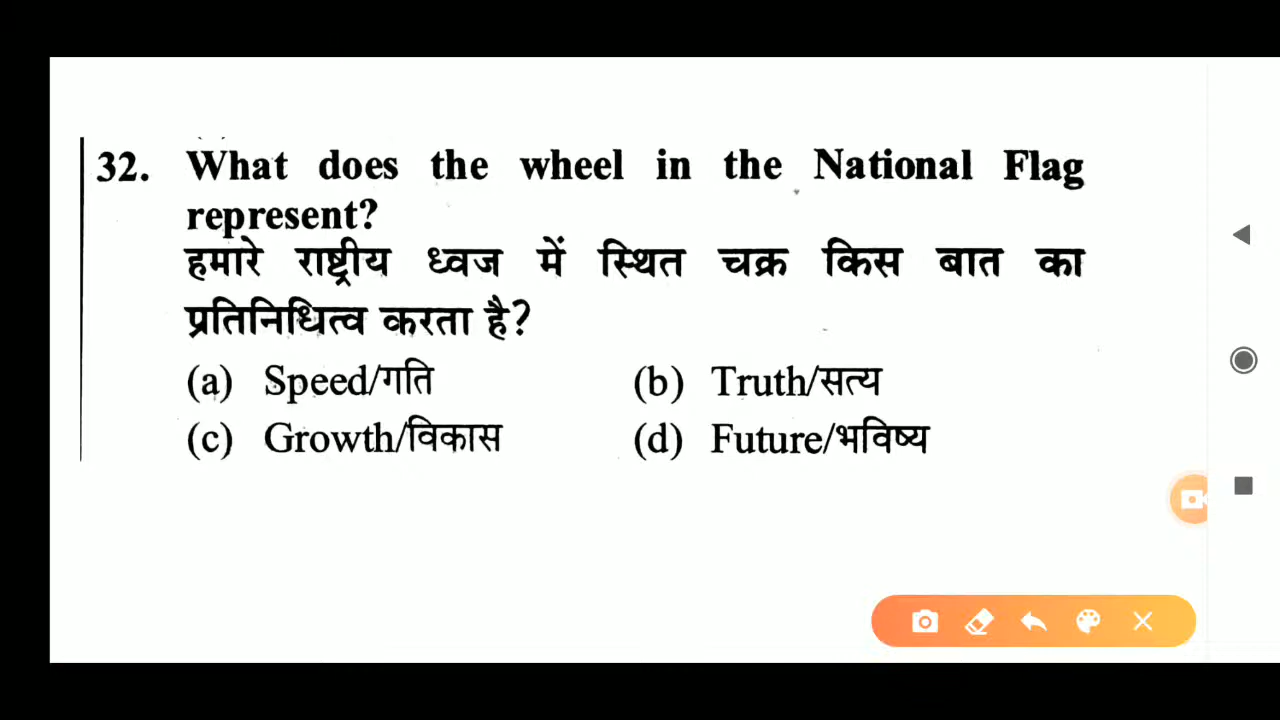 32. What does the wheel in the National Flag
represent?
हमारे राष्ट्रीय ध्वज में स्थित चक्र किस बात का
प्रतिनिधित्व करता है?
(a) Speed/गति (b) Truth/सत्य
(c) Growth/विकास (d) Future/भविष्य